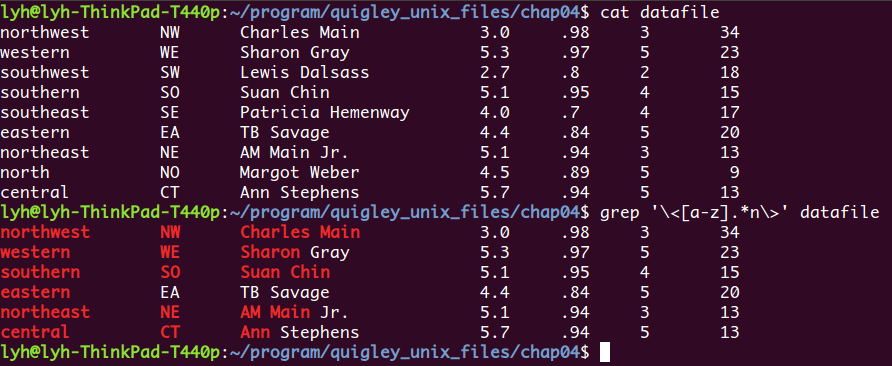 lyh@lyh-ThinkPad-T440p:~/program/quigley_unix_files/chap04$ cat datafile
northwest       NW      Charles Main            3.0     .98     3       34
western         WE      Sharon Gray             5.3     .97     5       23
southwest       SW      Lewis Dalsass           2.7     .8      2       18
southern        SO      Suan Chin               5.1     .95     4       15
southeast       SE      Patricia Hemenway       4.0     .7      4       17
eastern         EA      TB Savage               4.4     .84     5       20
northeast       NE      AM Main Jr.             5.1     .94     3       13
north           NO      Margot Weber            4.5     .89     5        9
central         CT      Ann Stephens            5.7     .94     5       13
lyh@lyh-ThinkPad-T440p:~/program/quigley_unix_files/chap04$ grep '\<[a-z].*n\>' datafile
northwest       NW      Charles Main            3.0     .98     3       34
western         WE      Sharon Gray             5.3     .97     5       23
southern        SO      Suan Chin               5.1     .95     4       15
eastern         EA      TB Savage               4.4     .84     5       20
northeast       NE      AM Main Jr.             5.1     .94     3       13
central         CT      Ann Stephens            5.7     .94     5       13
lyh@lyh-ThinkPad-T440p:~/program/quigley_unix_files/chap04$